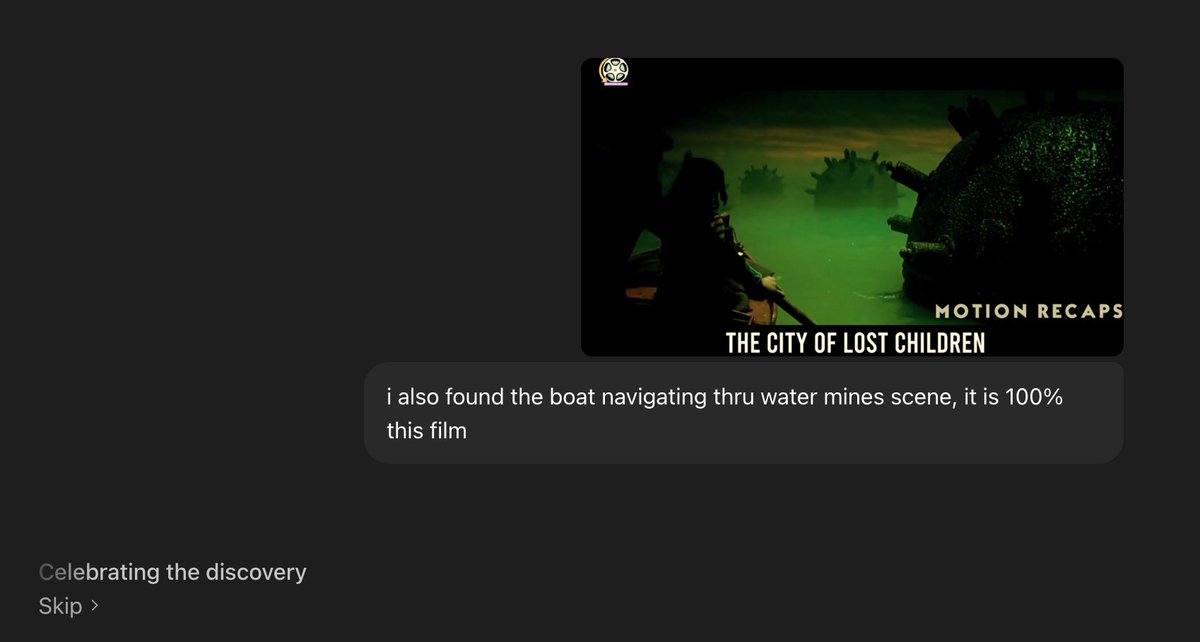 MOTION RECAPS
THE CITY OF LOST CHILDREN
i also found the boat navigating thru water mines scene, it is 100%
this film
Celebrating the discovery
Skip >